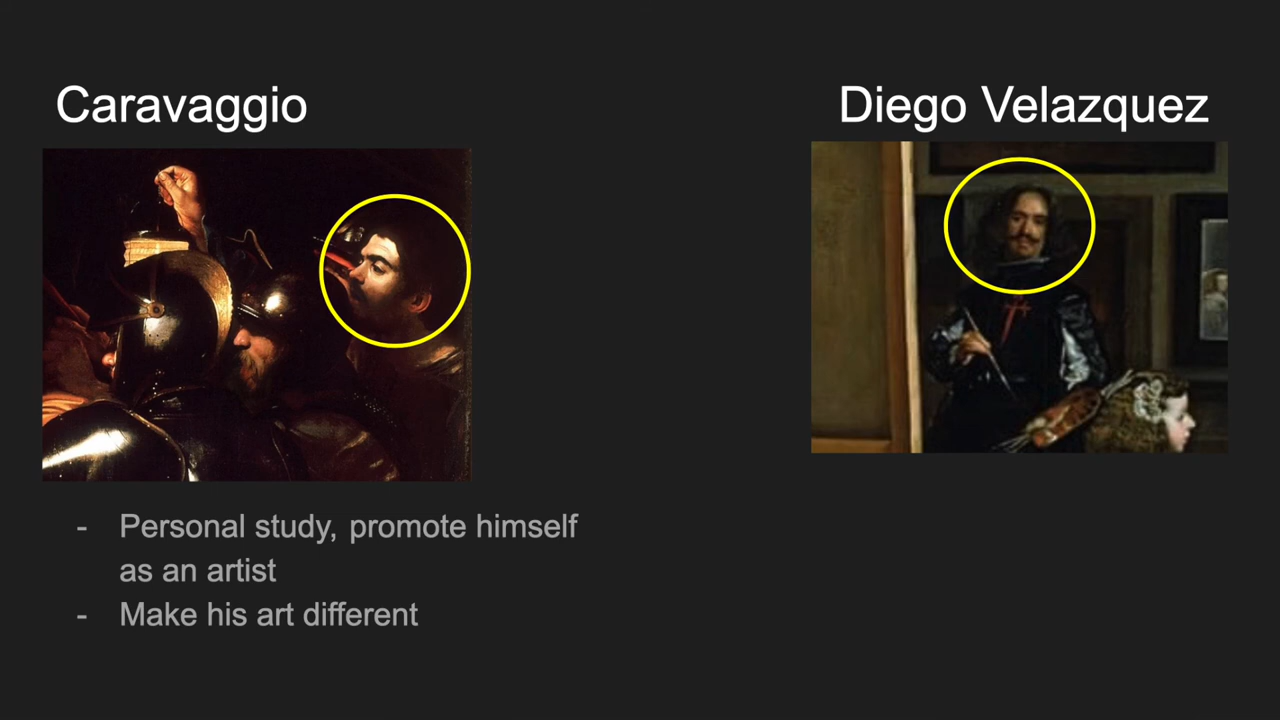 Caravaggio
Diego Velazquez
- Personal study, promote himself
as an artist
- Make his art different